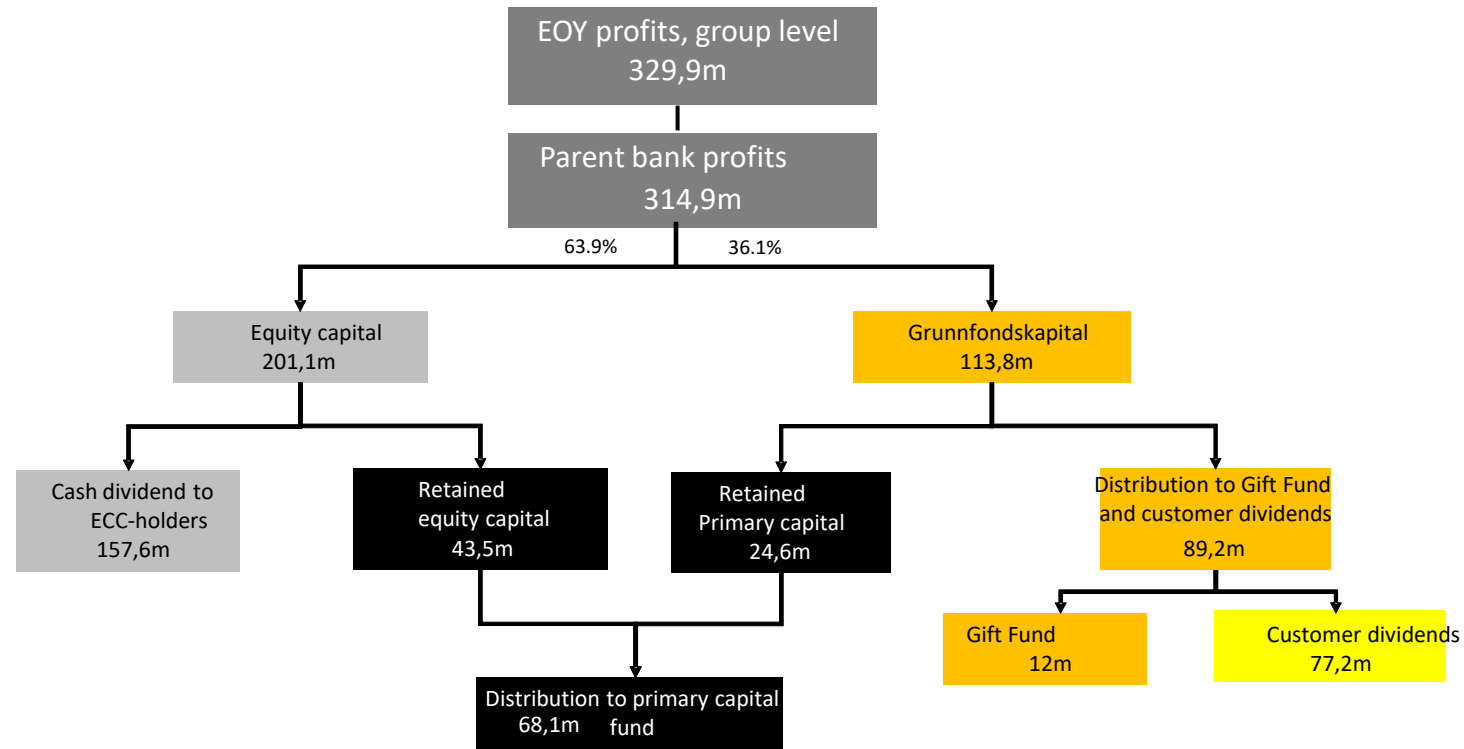 EOY profits, group level
329,9m
Parent bank profits
314,9m
63.9%
36.1%
Equity capital
201,1m
Grunnfondskapital
113,8m
Cash dividend to
ECC-holders
157,6m
Retained
equity capital
43,5m
Retained
Primary capital
24,6m
Distribution to Gift Fund
and customer dividends
89,2m
Gift Fund
12m
Customer dividends
77,2m
Distribution to primary capital
68,1m fund